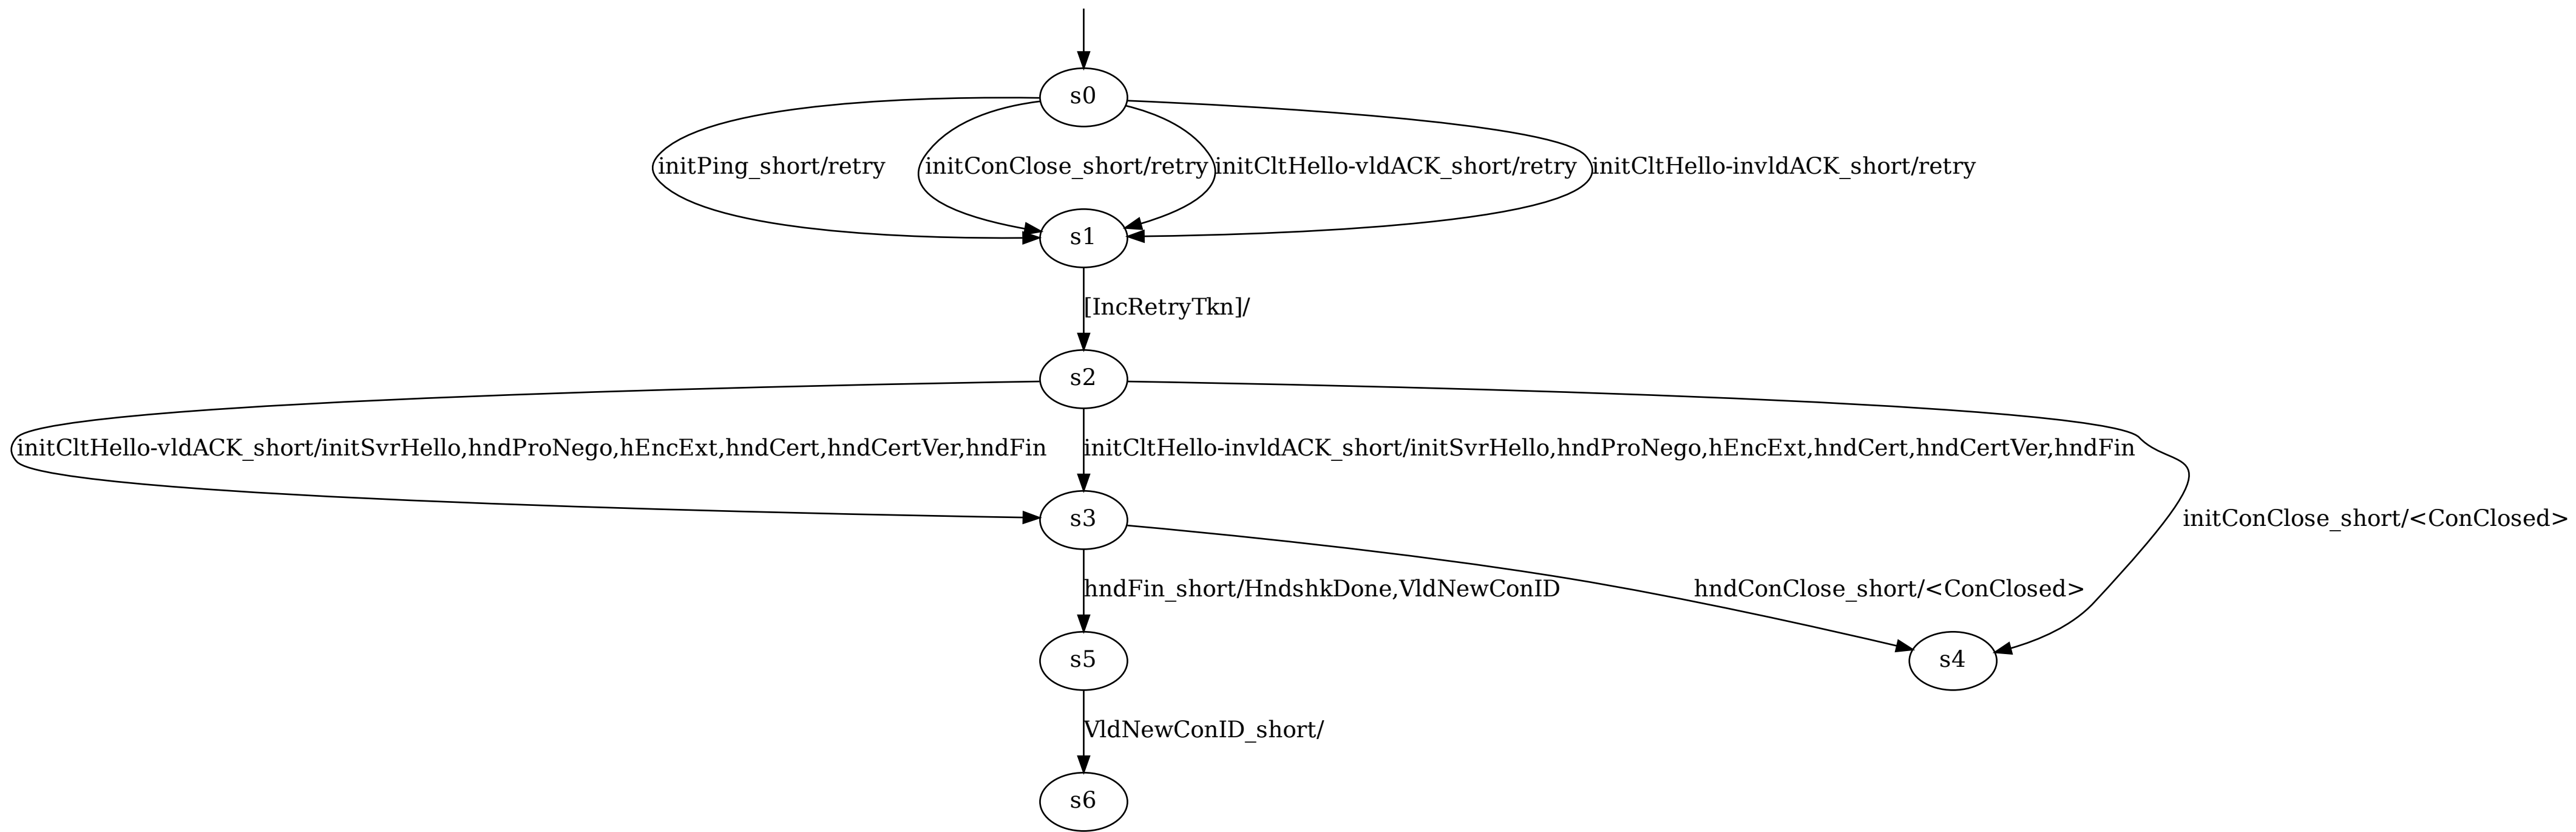 s0
initPing_short/retry
initConClose_short/retry
initCltHello-vldACK_short/retry
initCltHello-invldACK_short/retry
s1
[IncRetryTkn]/
s2
initCltHello-vldACK_short/initSvrHello,hndProNego,hEncExt,hndCert,hndCertVer,hndFin
initCltHello-invldACK_short/initSvrHello,hndProNego,hEncExt,hndCert,hndCertVer,hndFin
s3
initConClose_short/<ConClosed>
hndFin_short/HndshkDone,VldNewConID
hndConClose_short/<ConClosed>
s5
s4
VldNewConID_short/
s6